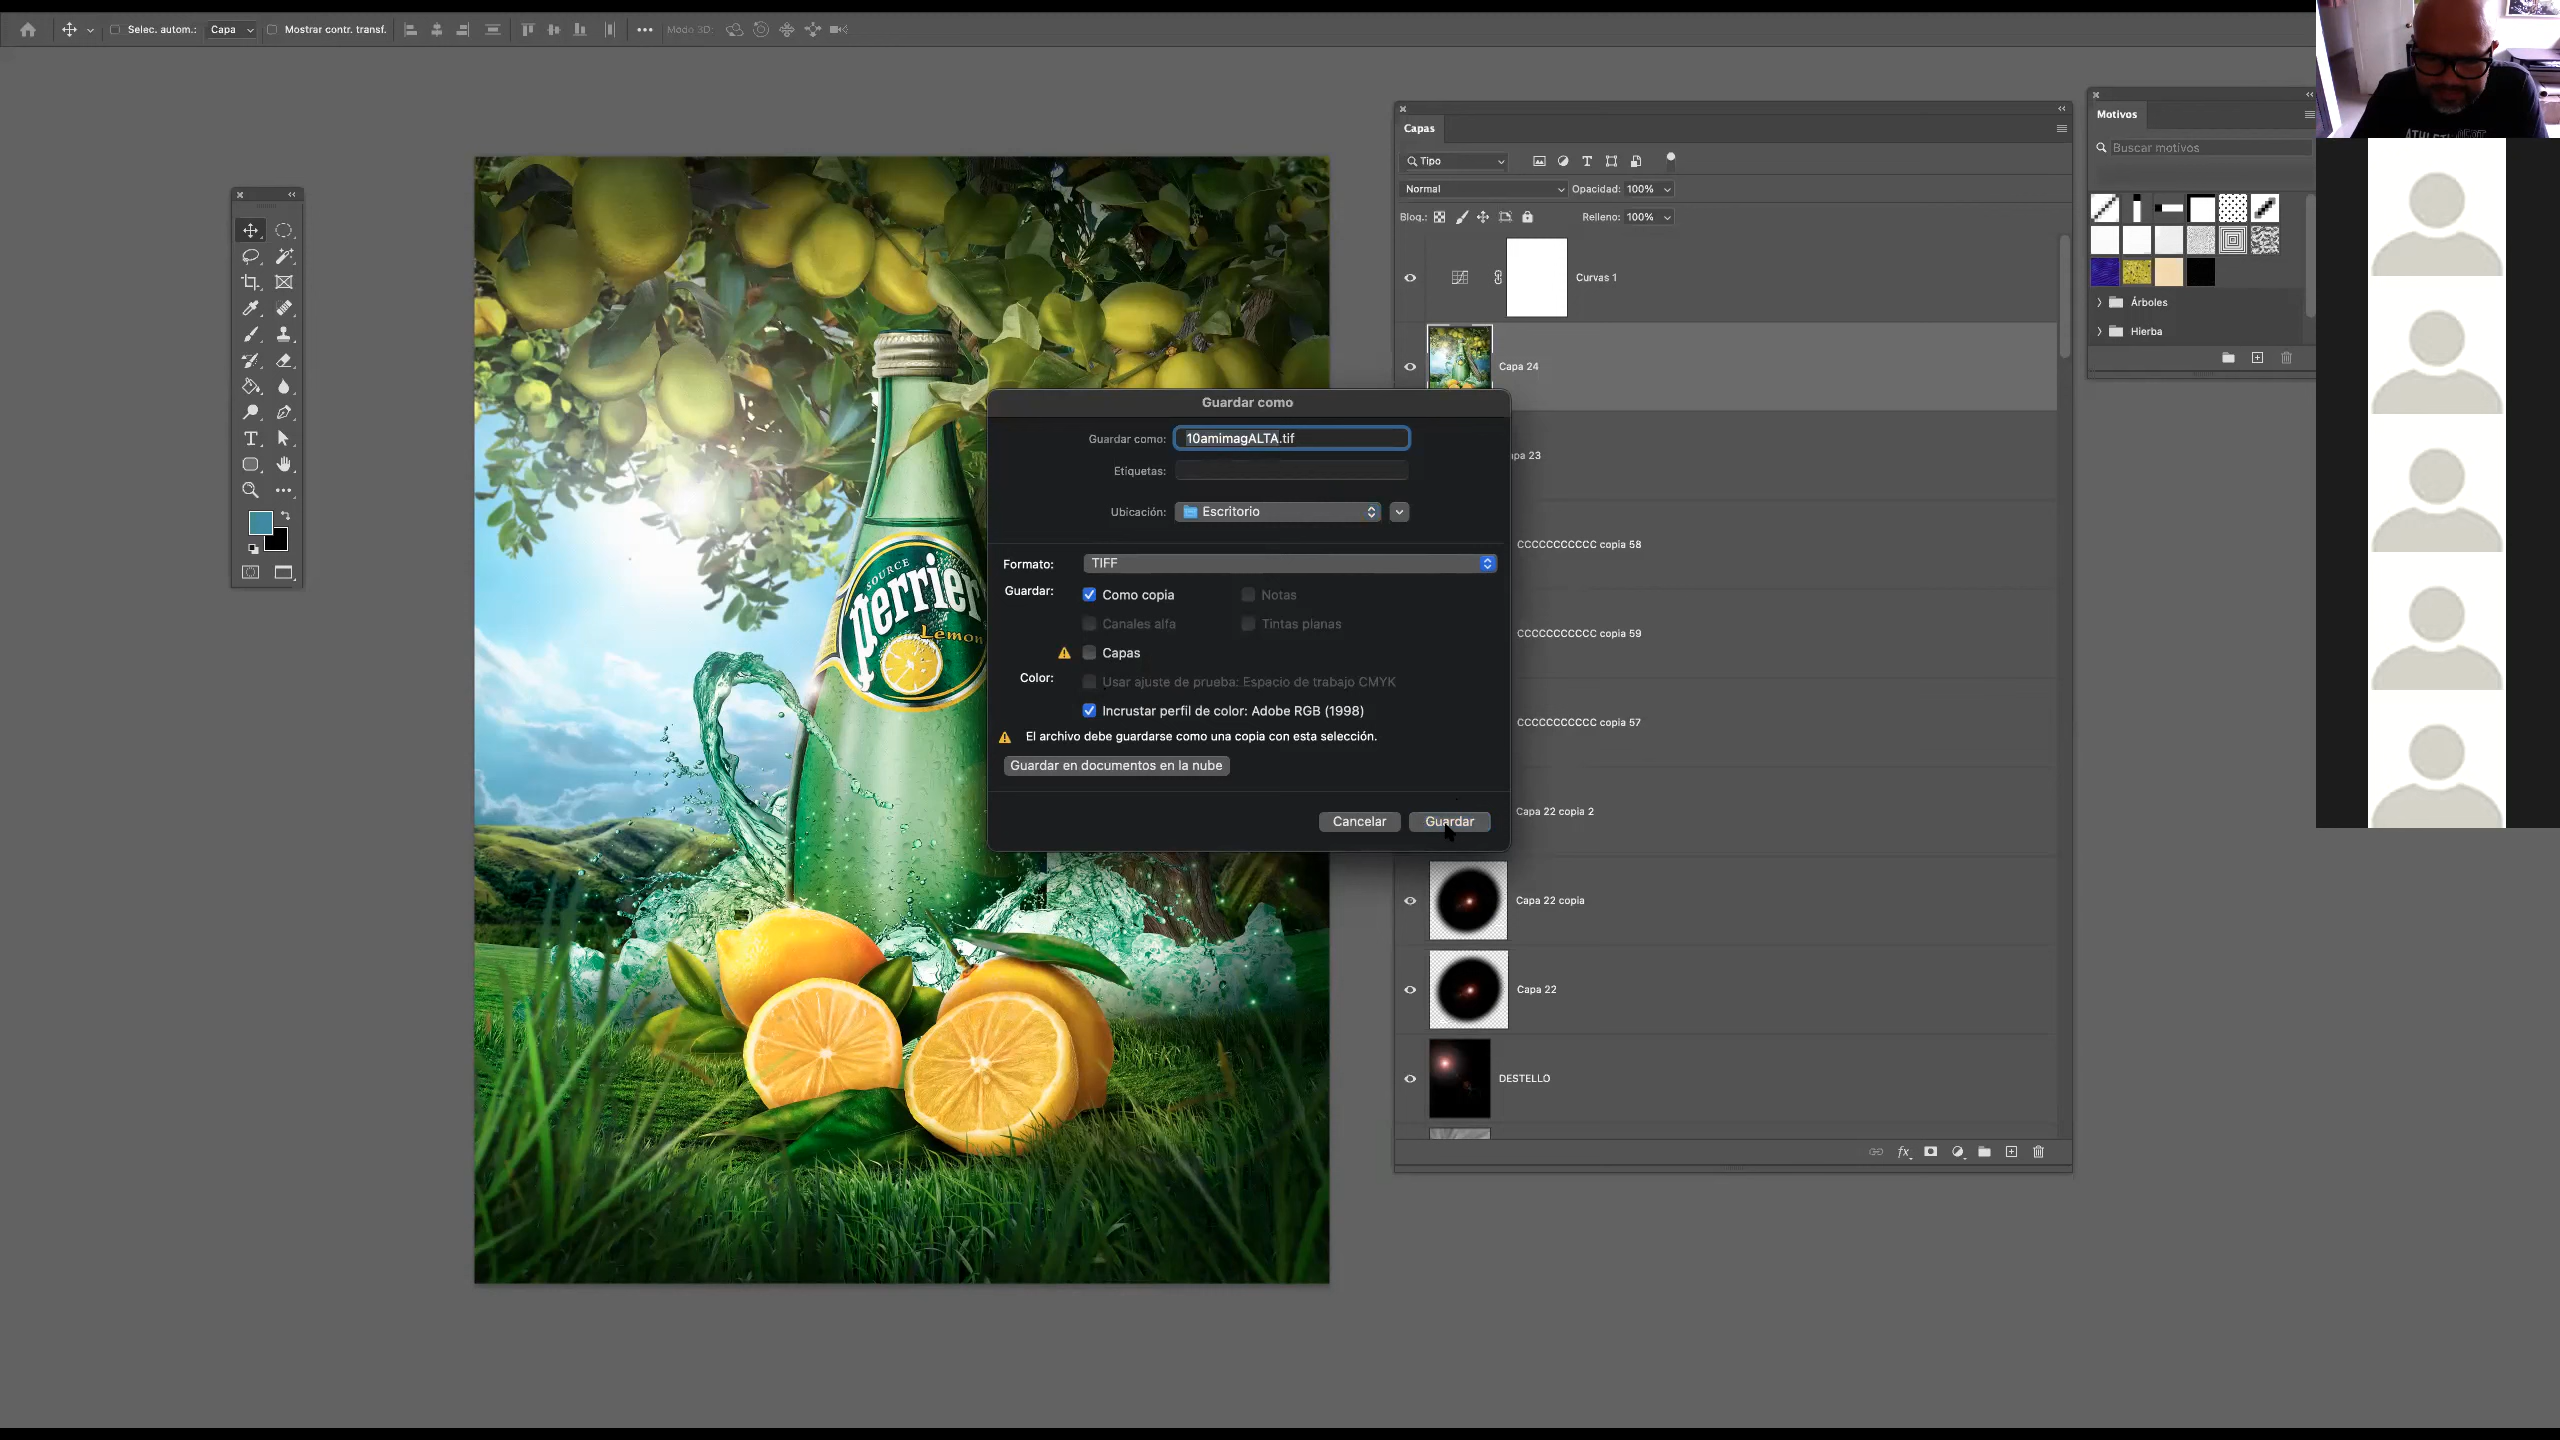 Selec. autom.: Capa Mostrar contr. transf. ••• Modo 3D:
Capas
Tipo
Normal Opacidad: 100%
Bloq.: Relleno: 100%
Curvas 1
Capa 24
apa 23
CCCCCCCCCCC copia 58
CCCCCCCCCCC copia 59
CCCCCCCCCCC copia 57
Capa 22 copia 2
Capa 22 copia
Capa 22
DESTELLO
fx
Motivos
Buscar motivos
Árboles
Hierba
Guardar como
Guardar como: 10amimagALTA.tif
Etiquetas:
Ubicación: Escritorio
Formato: TIFF
Guardar: Como copia Notas
Canales alfa Tintas planas
Capas
Color: Usar ajuste de prueba: Espacio de trabajo CMYK
Incrustar perfil de color: Adobe RGB (1998)
El archivo debe guardarse como una copia con esta selección.
Guardar en documentos en la nube
Cancelar Guardar
SOURCE
perrier
Lemon